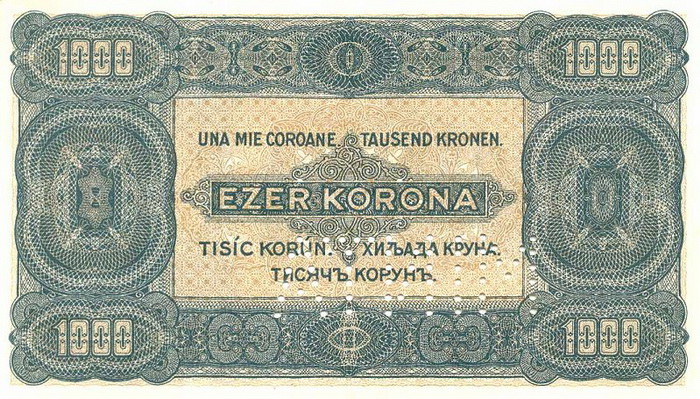 1000 1000
UNA MIE COROANE. TAUSEND KRONEN.
EZER KORONA
TISÍC KORUN. ХИЉАДА КРУНА.
ТИСЯЧЪ КОРУНЪ.
1000 1000